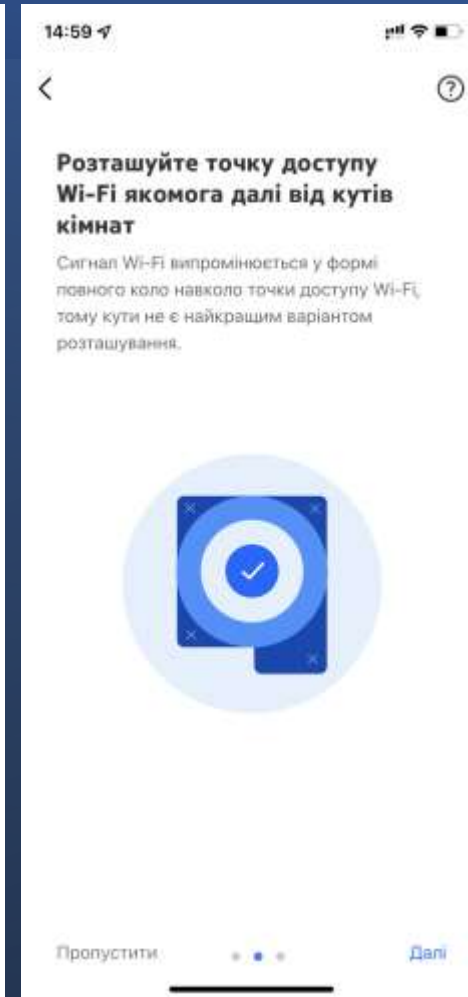 14:59
Розташуйте точку доступу
Wi-Fi якомога далі від кутів
кімнат
Сигнал Wi-Fi випромінюється у формі
повного коло навколо точки доступу Wi-Fi,
тому кути не є найкращим варіантом
розташування.
Пропустити
Далі